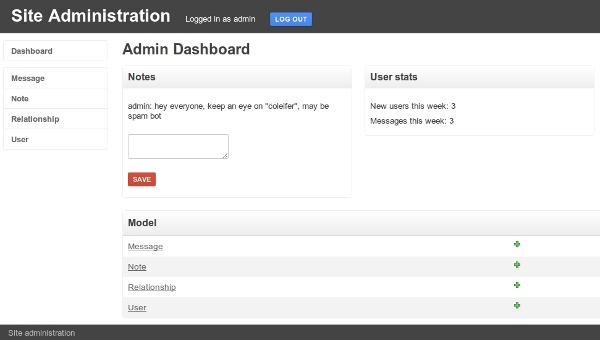 Site Administration
Logged in as admin
LOG OUT
Dashboard
Message
Note
Relationship
User
Admin Dashboard
Notes
admin: hey everyone, keep an eye on "coleifer", may be
spam bot
SAVE
User stats
New users this week: 3
Messages this week: 3
Model
Message
Note
Relationship
User
Site administration